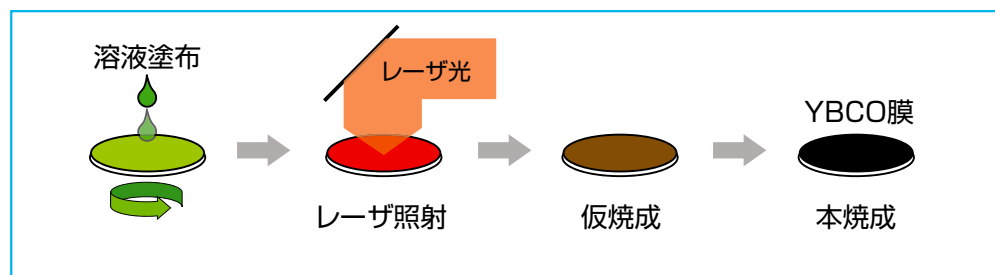 溶液塗布
レーザ光
YBCO膜
レーザ照射
仮焼成
本焼成